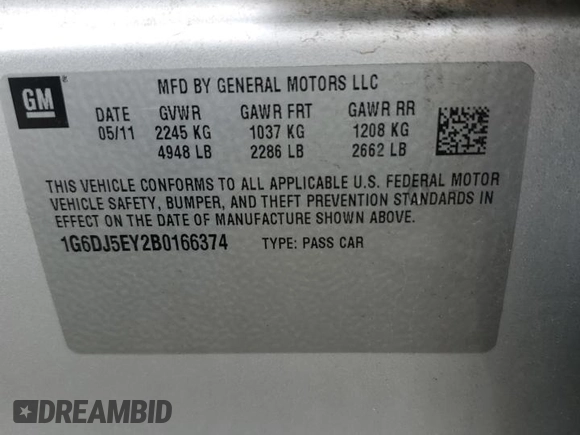 MFD BY GENERAL MOTORS LLC
GM
®
DATE GVWR GAWR FRT GAWR RR
05/11 2245 KG 1037 KG 1208 KG
4948 LB 2286 LB 2662 LB
THIS VEHICLE CONFORMS TO ALL APPLICABLE U.S. FEDERAL MOTOR
VEHICLE SAFETY, BUMPER, AND THEFT PREVENTION STANDARDS IN
EFFECT ON THE DATE OF MANUFACTURE SHOWN ABOVE.
1G6DJ5EY2B0166374 TYPE: PASS CAR
DREAMBID